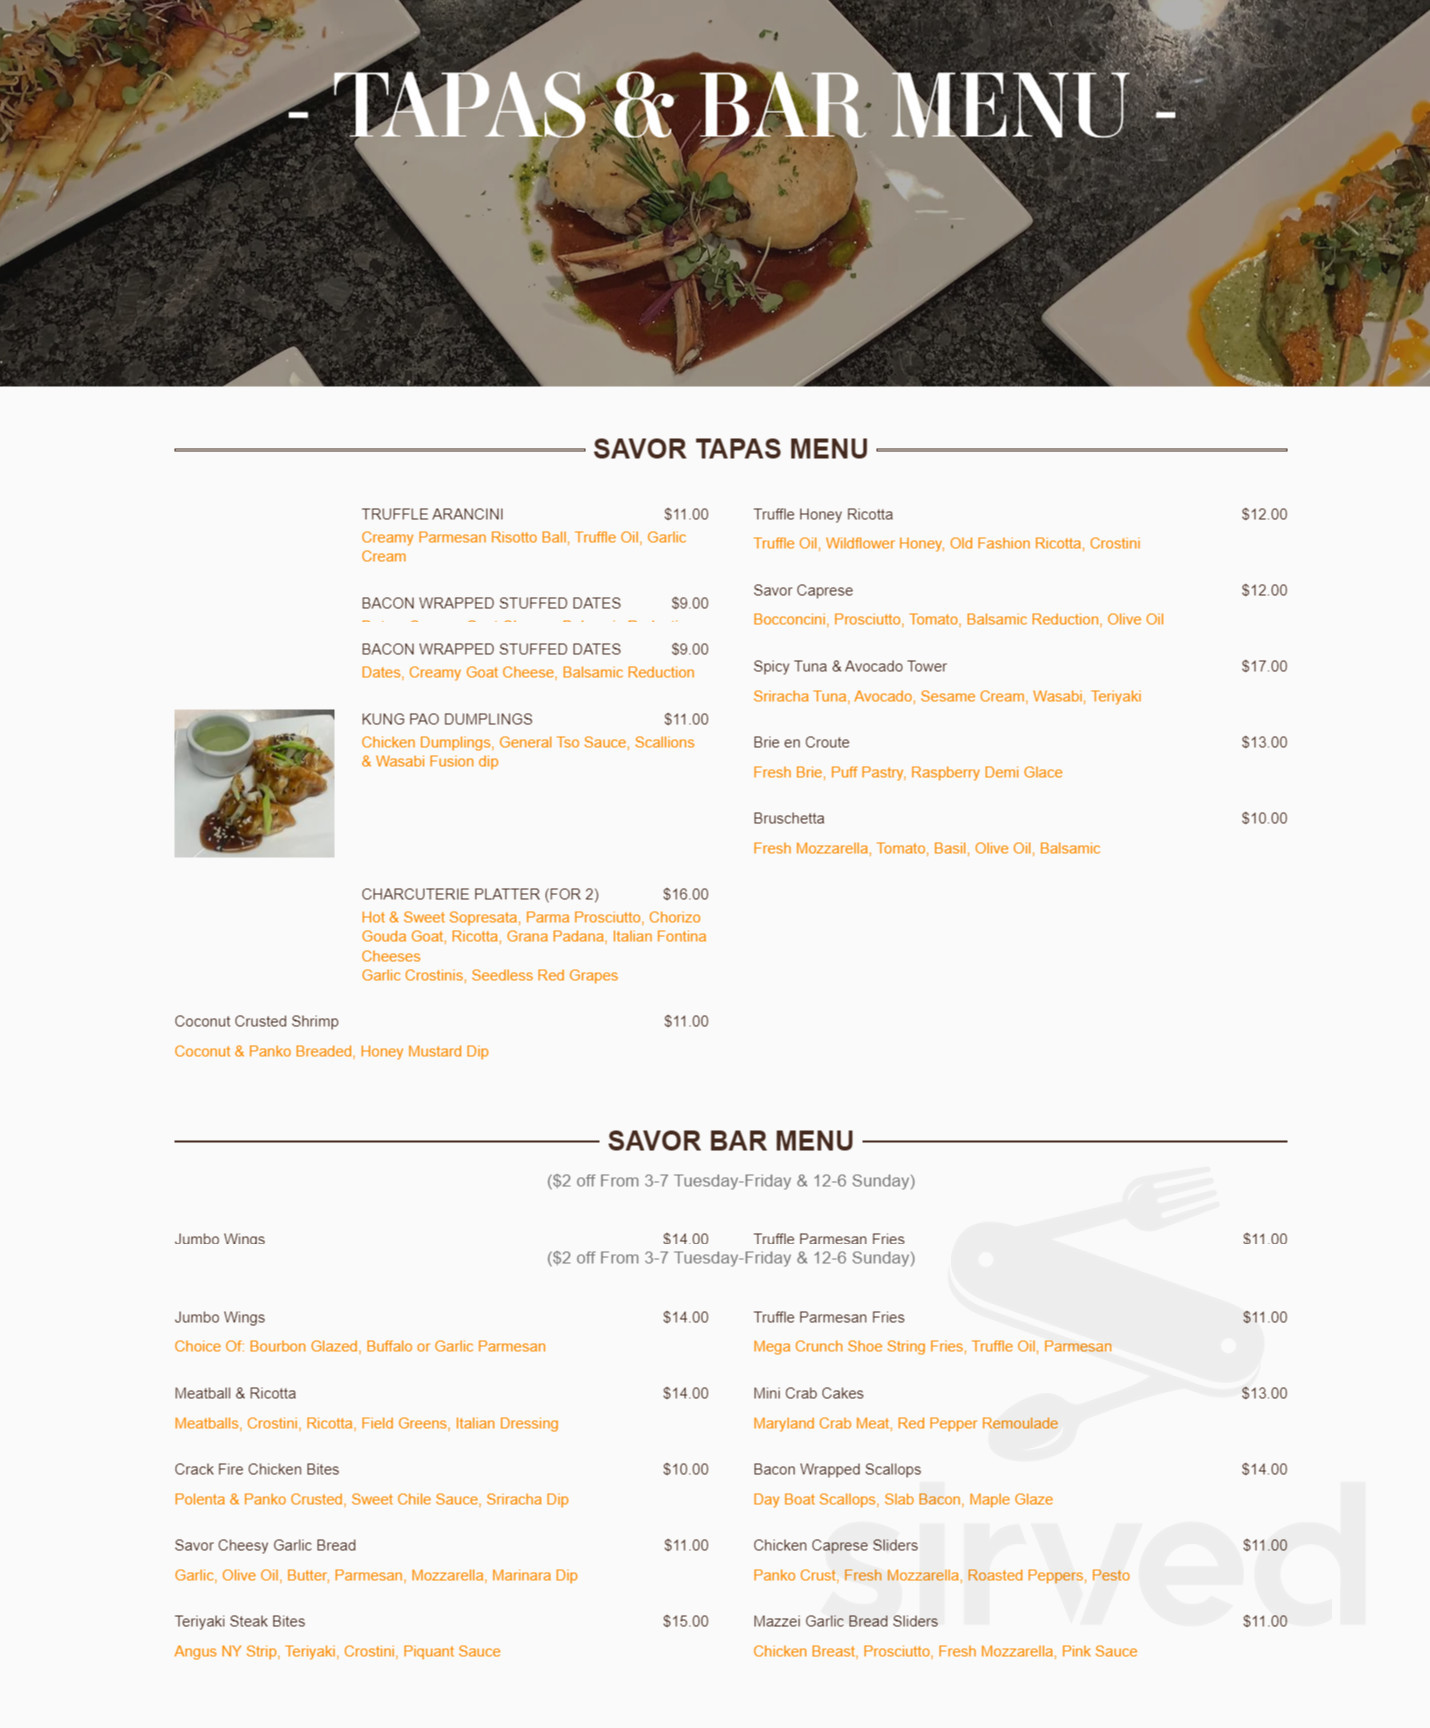 - TAPAS & BAR MENU -
SAVOR TAPAS MENU
TRUFFLE ARANCINI $11.00
Creamy Parmesan Risotto Ball, Truffle Oil, Garlic
Cream
BACON WRAPPED STUFFED DATES $9.00
BACON WRAPPED STUFFED DATES $9.00
Dates, Creamy Goat Cheese, Balsamic Reduction
KUNG PAO DUMPLINGS $11.00
Chicken Dumplings, General Tso Sauce, Scallions
& Wasabi Fusion dip
CHARCUTERIE PLATTER (FOR 2) $16.00
Hot & Sweet Sopresata, Parma Prosciutto, Chorizo
Gouda Goat, Ricotta, Grana Padana, Italian Fontina
Cheeses
Garlic Crostinis, Seedless Red Grapes
Coconut Crusted Shrimp $11.00
Coconut & Panko Breaded, Honey Mustard Dip
Truffle Honey Ricotta $12.00
Truffle Oil, Wildflower Honey, Old Fashion Ricotta, Crostini
Savor Caprese $12.00
Bocconcini, Prosciutto, Tomato, Balsamic Reduction, Olive Oil
Spicy Tuna & Avocado Tower $17.00
Sriracha Tuna, Avocado, Sesame Cream, Wasabi, Teriyaki
Brie en Croute $13.00
Fresh Brie, Puff Pastry, Raspberry Demi Glace
Bruschetta $10.00
Fresh Mozzarella, Tomato, Basil, Olive Oil, Balsamic
SAVOR BAR MENU
($2 off From 3-7 Tuesday-Friday & 12-6 Sunday)
Jumbo Wings $14.00 Truffle Parmesan Fries $11.00
($2 off From 3-7 Tuesday-Friday & 12-6 Sunday)
Jumbo Wings $14.00
Choice Of: Bourbon Glazed, Buffalo or Garlic Parmesan
Meatball & Ricotta $14.00
Meatballs, Crostini, Ricotta, Field Greens, Italian Dressing
Crack Fire Chicken Bites $10.00
Polenta & Panko Crusted, Sweet Chile Sauce, Sriracha Dip
Savor Cheesy Garlic Bread $11.00
Garlic, Olive Oil, Butter, Parmesan, Mozzarella, Marinara Dip
Teriyaki Steak Bites $15.00
Angus NY Strip, Teriyaki, Crostini, Piquant Sauce
Truffle Parmesan Fries $11.00
Mega Crunch Shoe String Fries, Truffle Oil, Parmesan
Mini Crab Cakes $13.00
Maryland Crab Meat, Red Pepper Remoulade
Bacon Wrapped Scallops $14.00
Day Boat Scallops, Slab Bacon, Maple Glaze
Chicken Caprese Sliders $11.00
Panko Crust, Fresh Mozzarella, Roasted Peppers, Pesto
Mazzei Garlic Bread Sliders $11.00
Chicken Breast, Prosciutto, Fresh Mozzarella, Pink Sauce
sirved